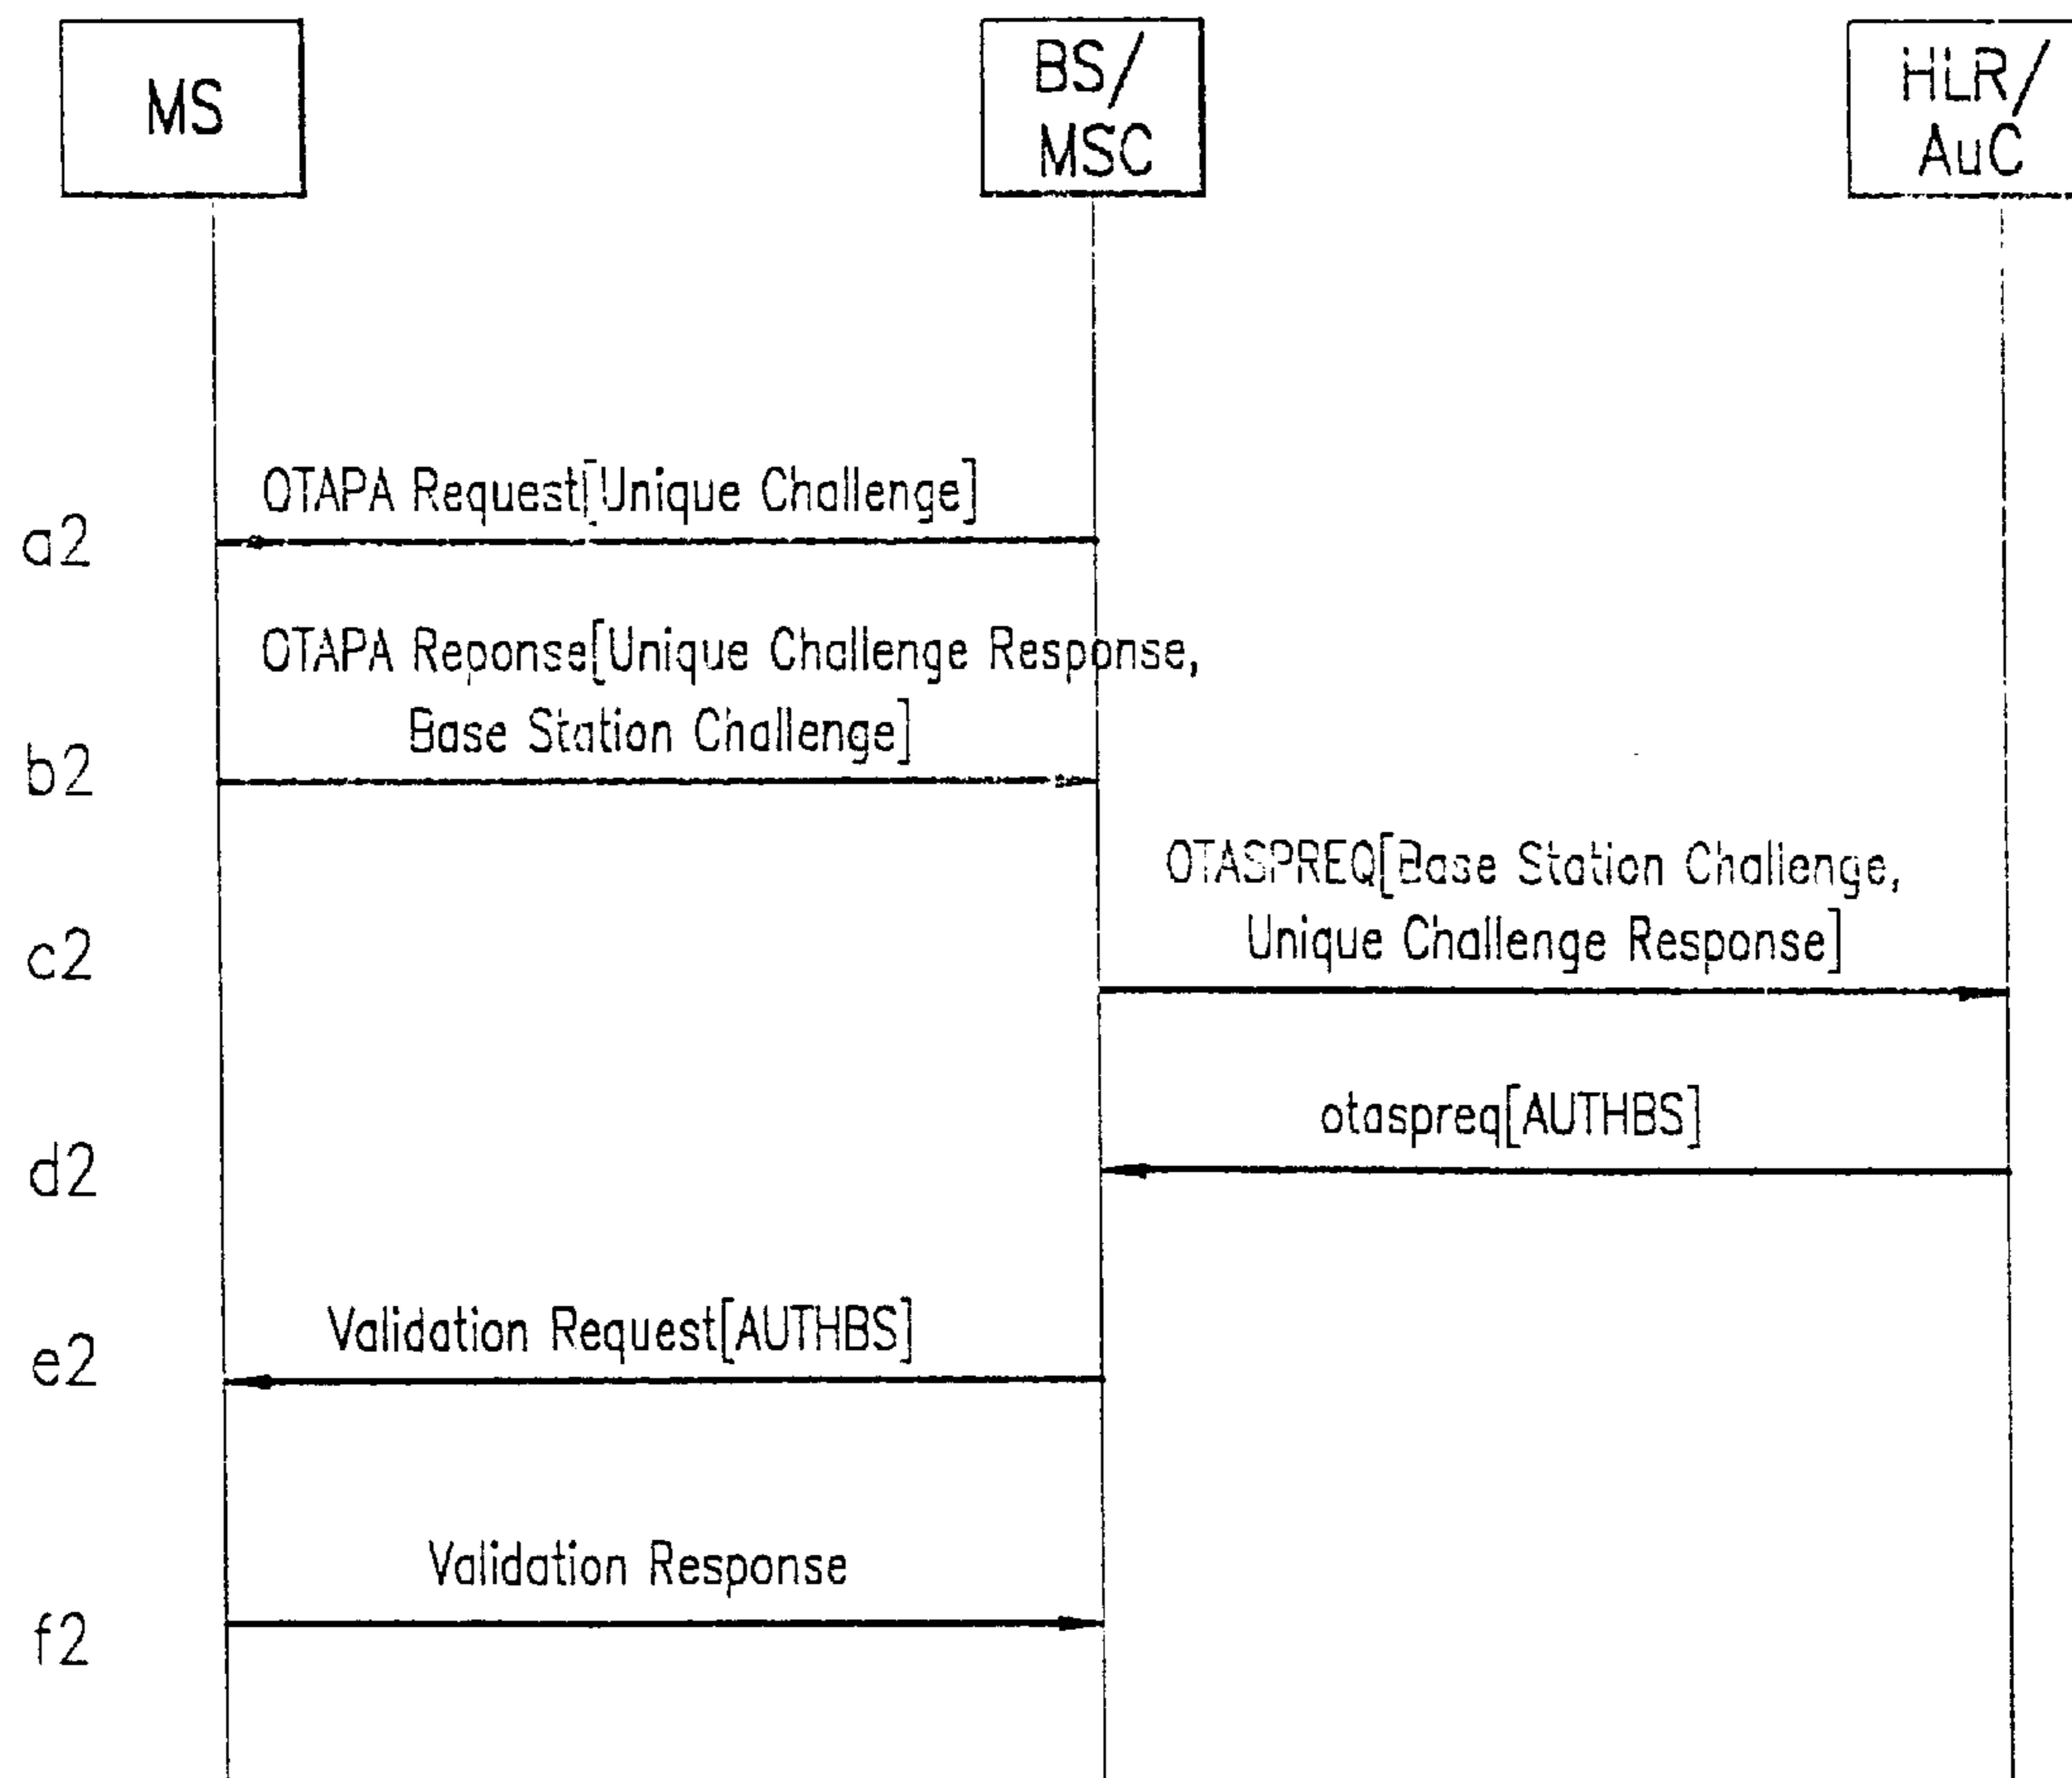 MS
BS/
MSC
HLR/
AuC
OTAPA Request[Unique Challenge]
a2
OTAPA Reponse[Unique Challenge Response,
Base Station Challenge]
b2
OTASPREQ[Base Station Challenge,
Unique Challenge Response]
c2
otaspreq[AUTHBS]
d2
Validation Request[AUTHBS]
e2
Validation Response
f2